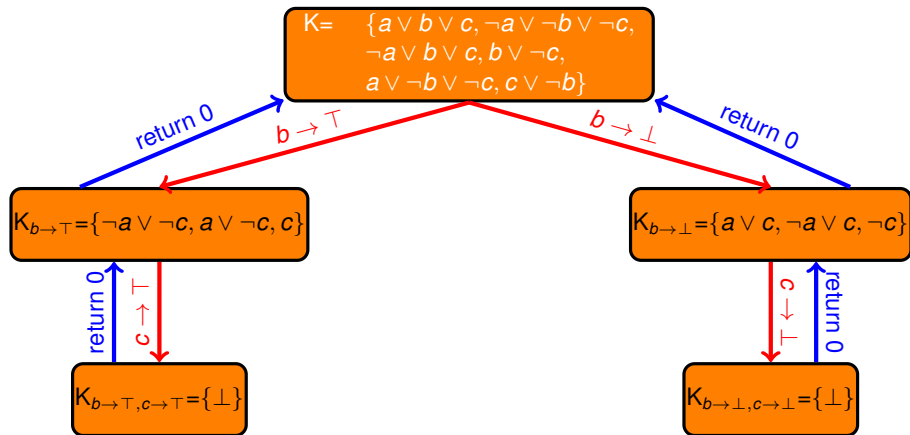 K= {a ∨ b ∨ c, ¬a ∨ ¬b ∨ ¬c,
¬a ∨ b ∨ c, b ∨ ¬c,
a ∨ ¬b ∨ ¬c, c ∨ ¬b}
return 0
b → ⊤
b → ⊥
return 0
K_{b→⊤}={¬a ∨ ¬c, a ∨ ¬c, c}
K_{b→⊥}={a ∨ c, ¬a ∨ c, ¬c}
return 0
c → ⊤
c → ⊥
return 0
K_{b→⊤,c→⊤}={⊥}
K_{b→⊥,c→⊥}={⊥}